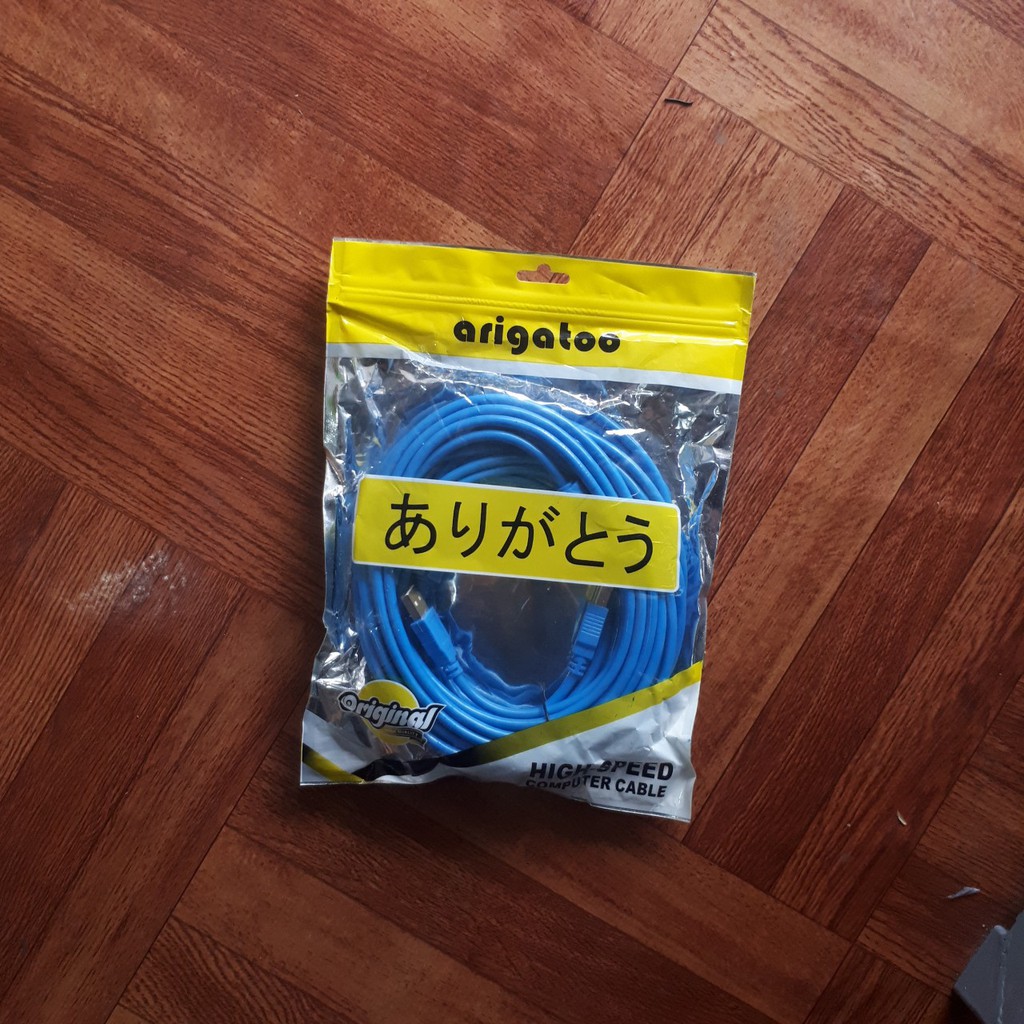 arigatoo
ありがとう
Original
HIGH SPEED
COMPUTER CABLE